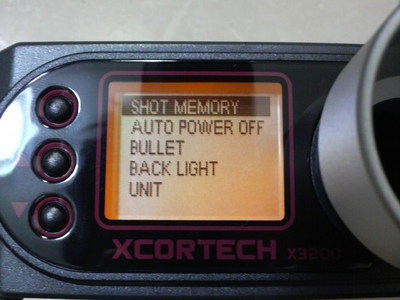 SHOT MEMORY
AUTO POWER OFF
BULLET
BACK LIGHT
UNIT
XCORTECH X3200